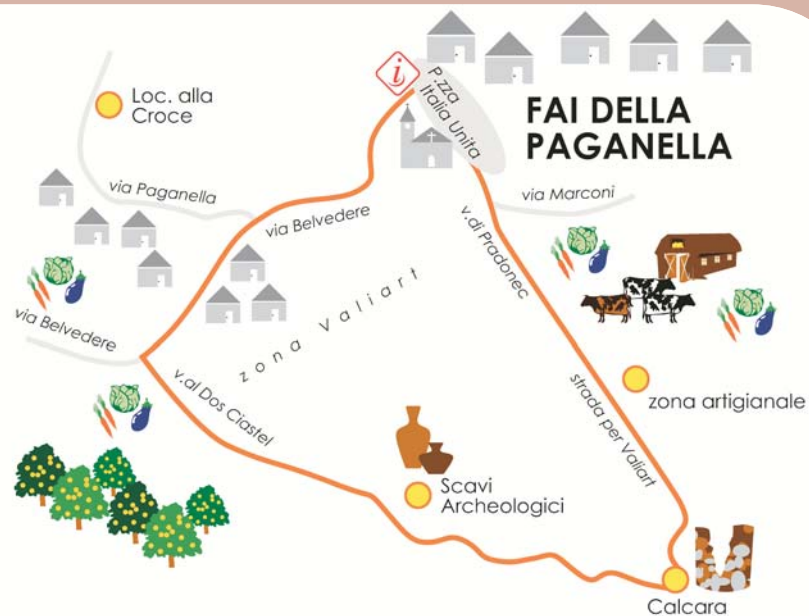 Loc. alla
Croce
i
P.zza
Italia Unita
FAI DELLA
PAGANELLA
via Paganella
via Belvedere
via Marconi
v.di Pradonec
zona Valiart
via Belvedere
v.al Dos Ciastel
strada per Valiart
zona artigianale
Scavi
Archeologici
Calcara